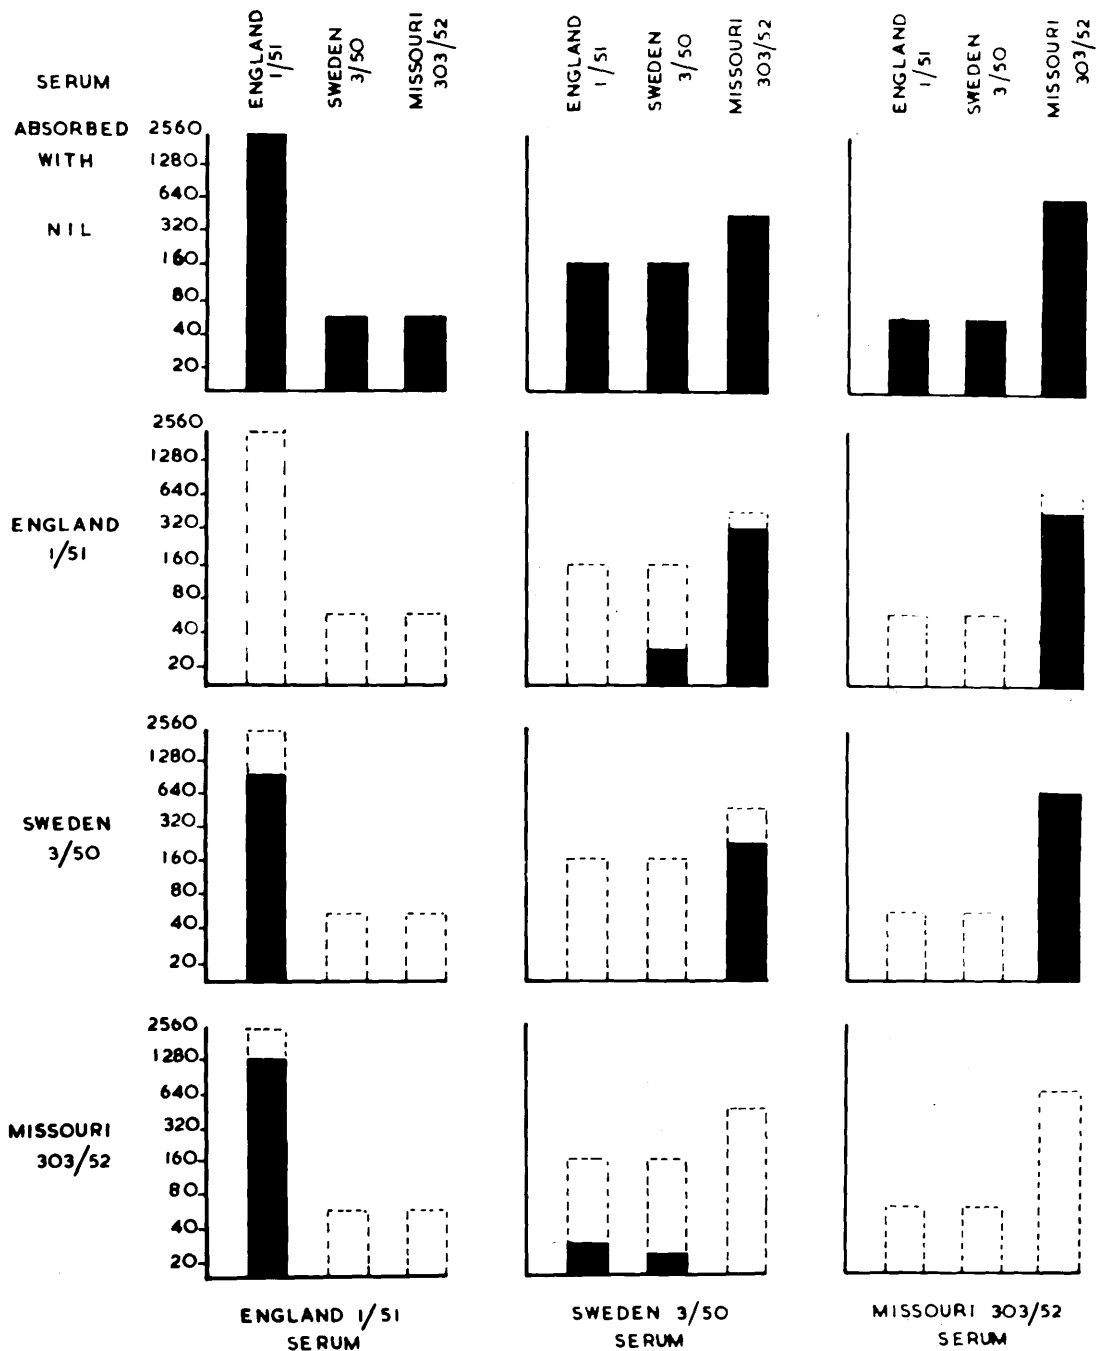 SERUM
ABSORBED
WITH
NIL
ENGLAND
1/51
SWEDEN
3/50
MISSOURI
303/52
ENGLAND
1/51
SWEDEN
3/50
MISSOURI
303/52
ENGLAND
1/51
SWEDEN
3/50
MISSOURI
303/52
2560
1280
640
320
160
80
40
20
ENGLAND
1/51
2560
1280
640
320
160
80
40
20
SWEDEN
3/50
2560
1280
640
320
160
80
40
20
MISSOURI
303/52
2560
1280
640
320
160
80
40
20
ENGLAND 1/51
SERUM
SWEDEN 3/50
SERUM
MISSOURI 303/52
SERUM